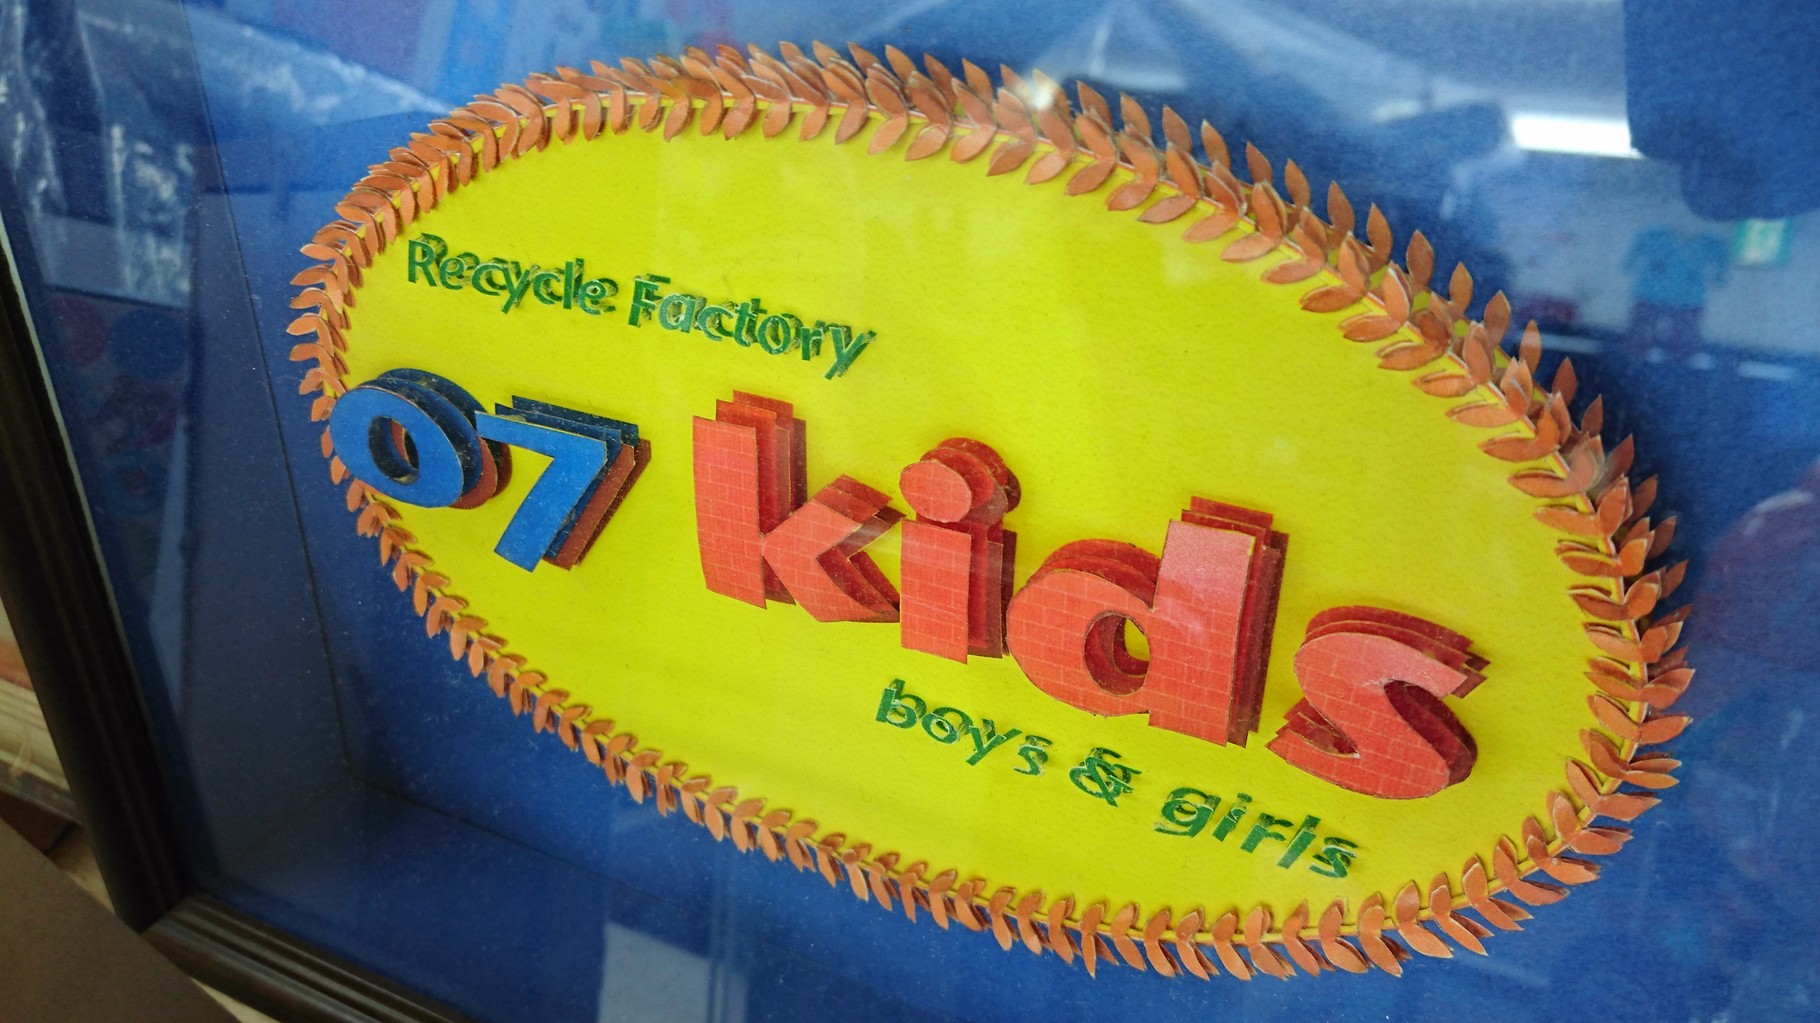 Recycle Factory
07 kids
boys & girls